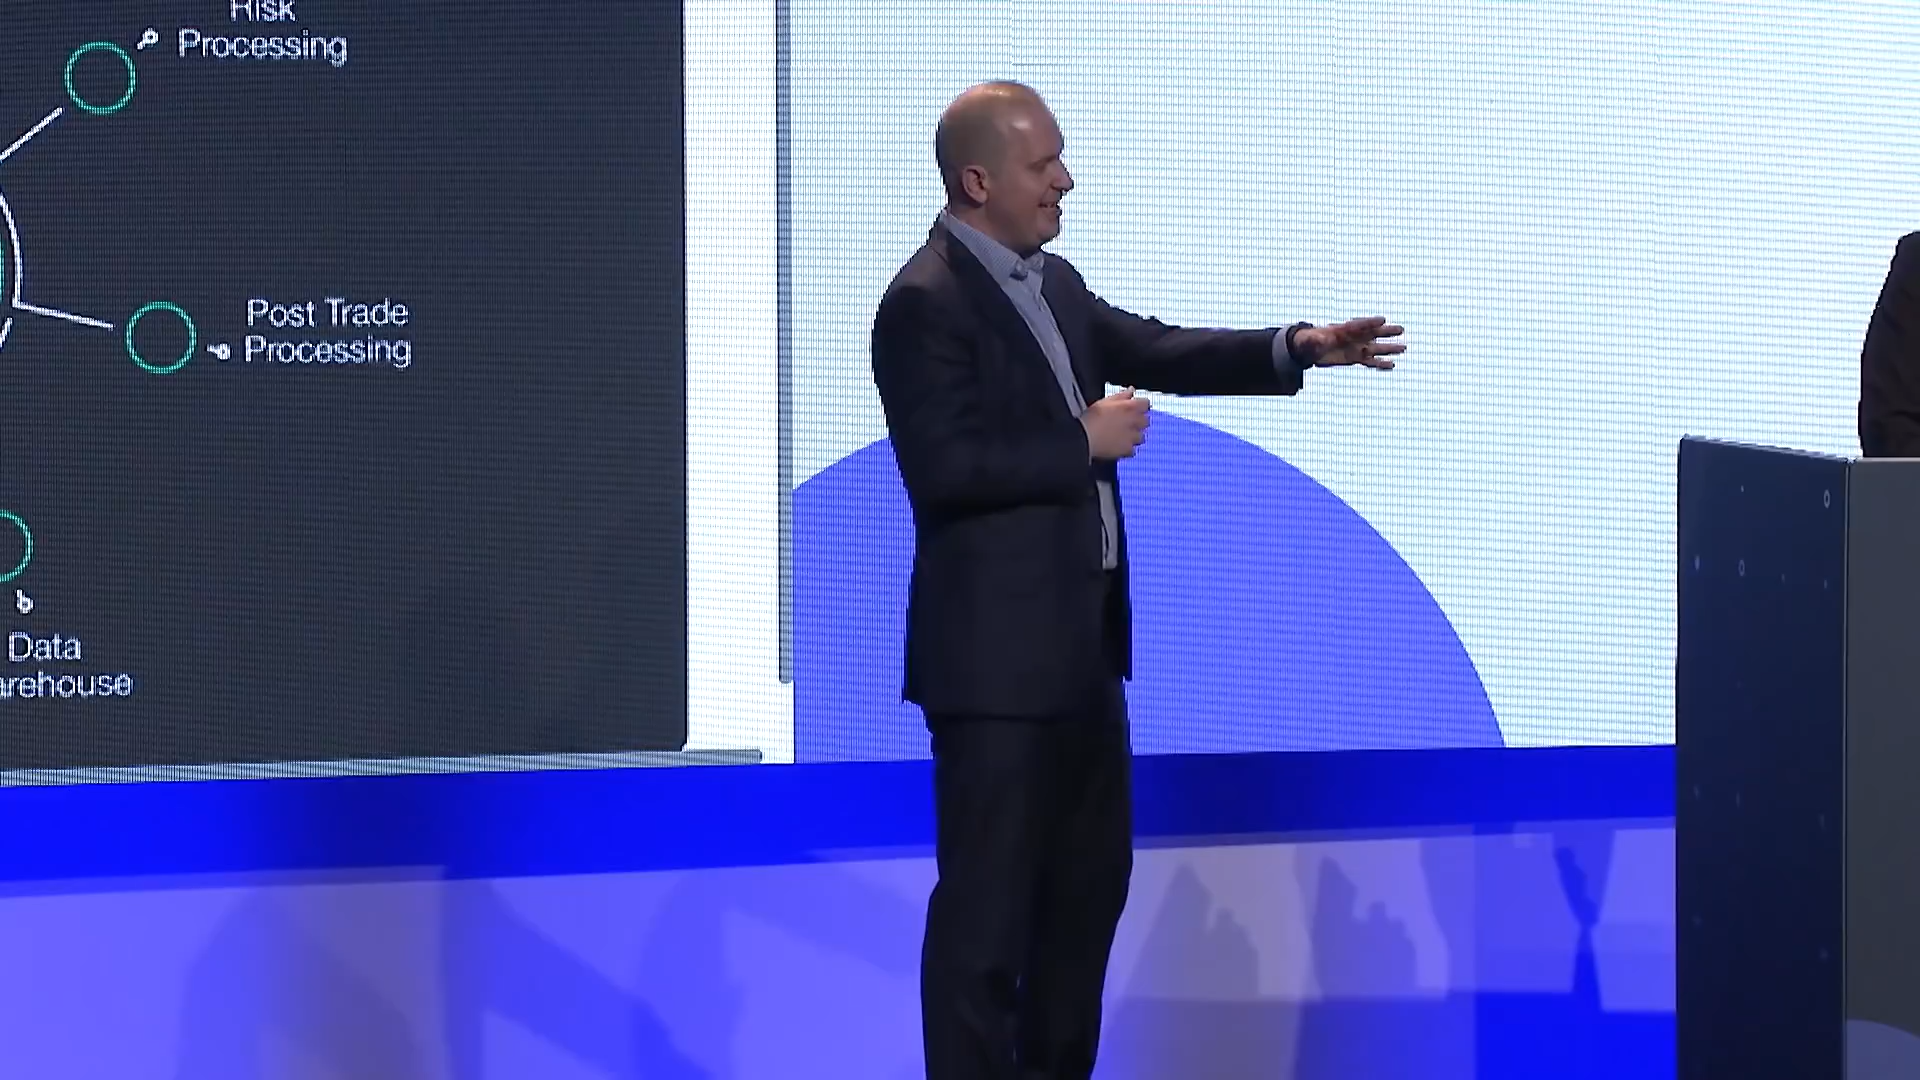 Risk
Processing
Post Trade
Processing
Data
arehouse